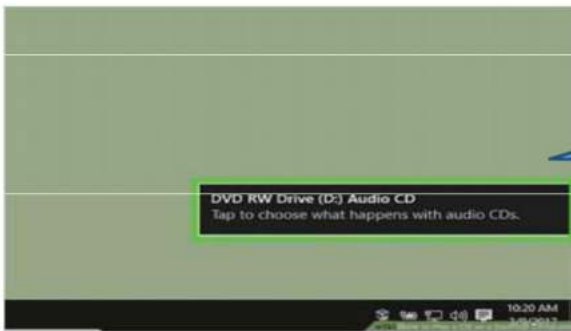 DVD RW Drive (D:) Audio CD
Tap to choose what happens with audio CDs.
10:20 AM